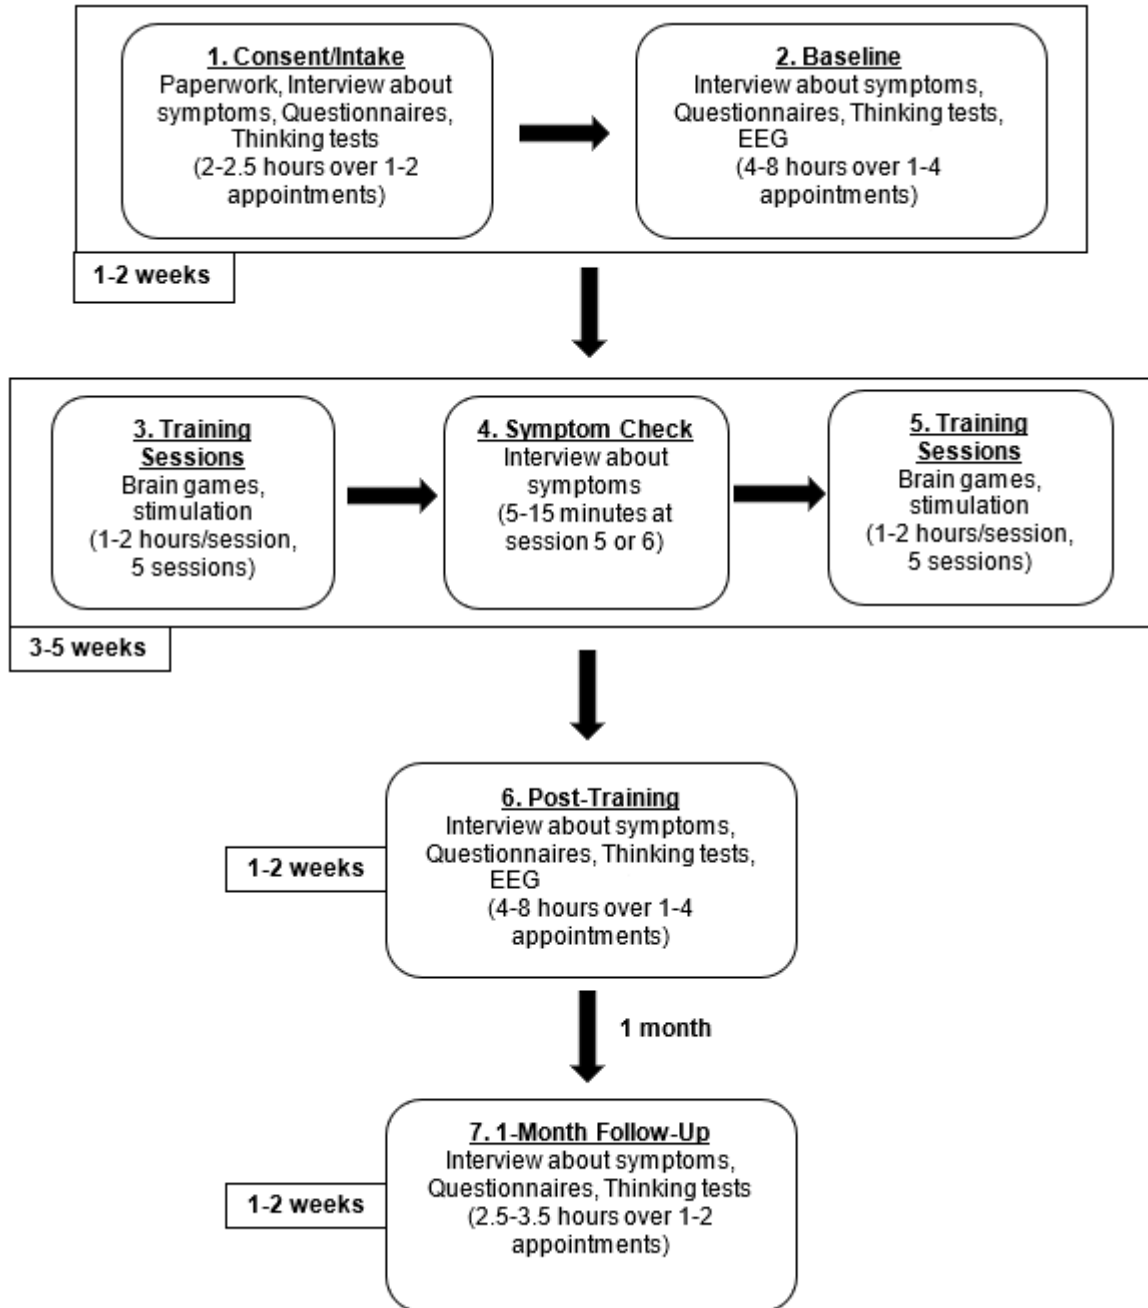 1. Consent/Intake
Paperwork, Interview about
symptoms, Questionnaires,
Thinking tests
(2-2.5 hours over 1-2
appointments)
2. Baseline
Interview about symptoms,
Questionnaires, Thinking tests,
EEG
(4-8 hours over 1-4
appointments)
1-2 weeks
3. Training
Sessions
Brain games,
stimulation
(1-2 hours/session,
5 sessions)
4. Symptom Check
Interview about
symptoms
(5-15 minutes at
session 5 or 6)
5. Training
Sessions
Brain games,
stimulation
(1-2 hours/session,
5 sessions)
3-5 weeks
6. Post-Training
Interview about symptoms,
Questionnaires, Thinking tests,
EEG
(4-8 hours over 1-4
appointments)
1-2 weeks
1 month
7. 1-Month Follow-Up
Interview about symptoms,
Questionnaires, Thinking tests
(2.5-3.5 hours over 1-2
appointments)
1-2 weeks